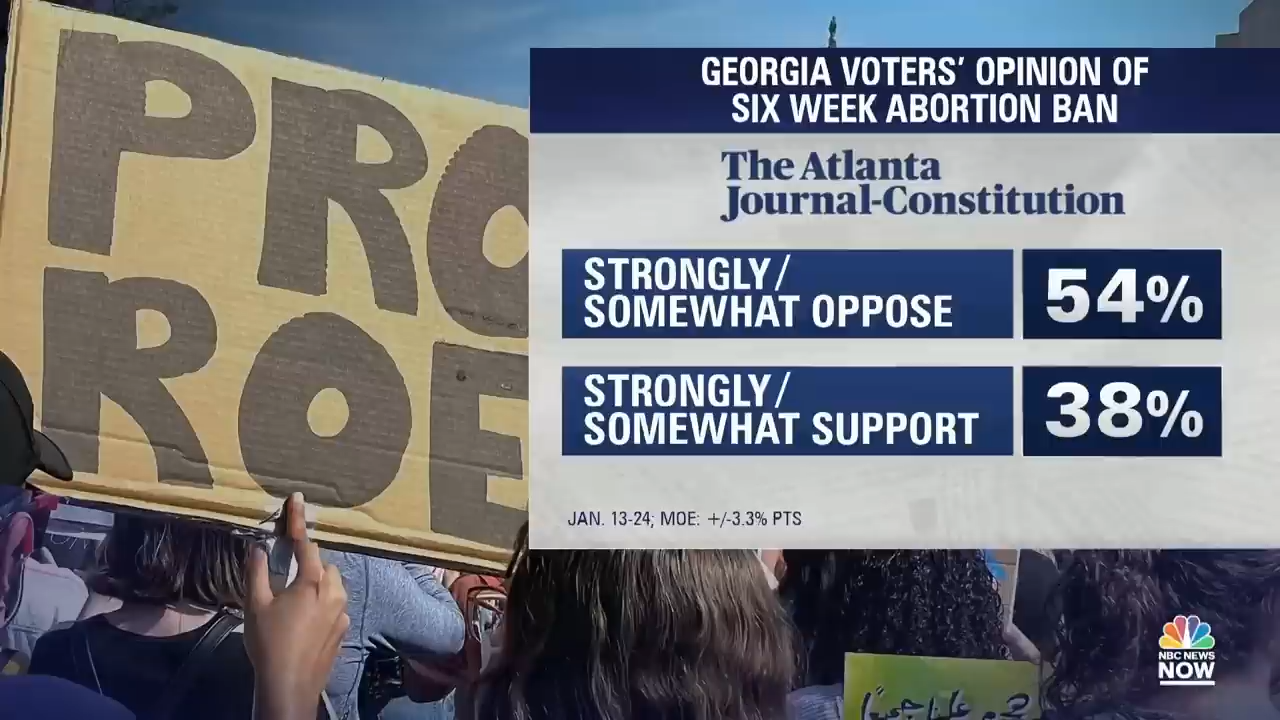 PRO
ROE
GEORGIA VOTERS' OPINION OF
SIX WEEK ABORTION BAN
The Atlanta
Journal-Constitution
STRONGLY/
SOMEWHAT OPPOSE
54%
STRONGLY/
SOMEWHAT SUPPORT
38%
JAN. 13-24; MOE: +/-3.3% PTS
NBC NEWS
NOW